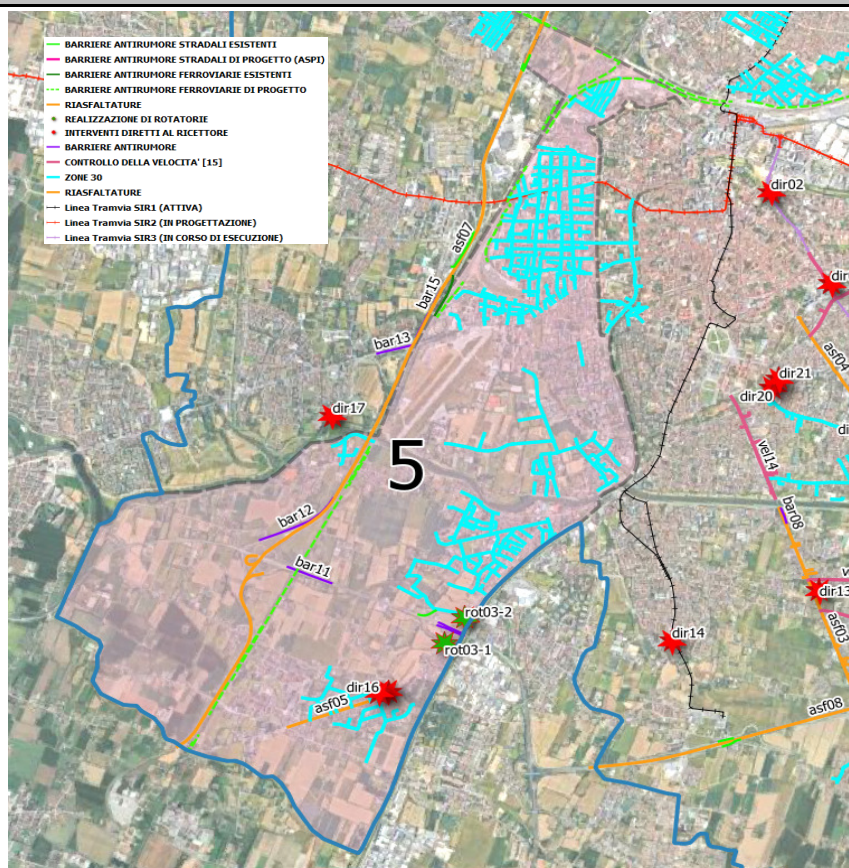 BARRIERE ANTIRUMORE STRADALI ESISTENTI
BARRIERE ANTIRUMORE STRADALI DI PROGETTO (ASPI)
BARRIERE ANTIRUMORE FERROVIARIE ESISTENTI
BARRIERE ANTIRUMORE FERROVIARIE DI PROGETTO
RIASFALTATURE
REALIZZAZIONE DI ROTATORIE
INTERVENTI DIRETTI AL RICETTORE
BARRIERE ANTIRUMORE
CONTROLLO DELLA VELOCITA' [15]
ZONE 30
RIASFALTATURE
Linea Tramvia SIR1 (ATTIVA)
Linea Tramvia SIR2 (IN PROGETTAZIONE)
Linea Tramvia SIR3 (IN CORSO DI ESECUZIONE)
dir02
asf07
bar15
dir
bar13
asf04
dir21
dir20
dir17
di
vel14
5
bar12
bar08
bar11
v
dir13
rot03-2
asf03
rot03-1
dir14
dir16
asf05
asf08